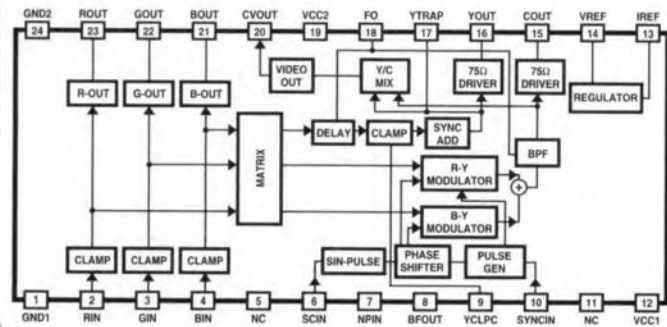 GND2 ROUT GOUT BOUT CVOUT VCC2 FO YTRAP YOUT COUT VREF IREF
24 23 22 21 20 19 18 17 16 15 14 13
VIDEO OUT
Y/C MIX
75Ω DRIVER
75Ω DRIVER
R-OUT G-OUT B-OUT
REGULATOR
MATRIX
DELAY CLAMP SYNC ADD
BPF
R-Y MODULATOR
+
B-Y MODULATOR
CLAMP CLAMP CLAMP
SIN-PULSE
PHASE SHIFTER
PULSE GEN
1 2 3 4 5 6 7 8 9 10 11 12
GND1 RIN GIN BIN NC SCIN NPIN BFOUT YCLPC SYNCIN NC VCC1